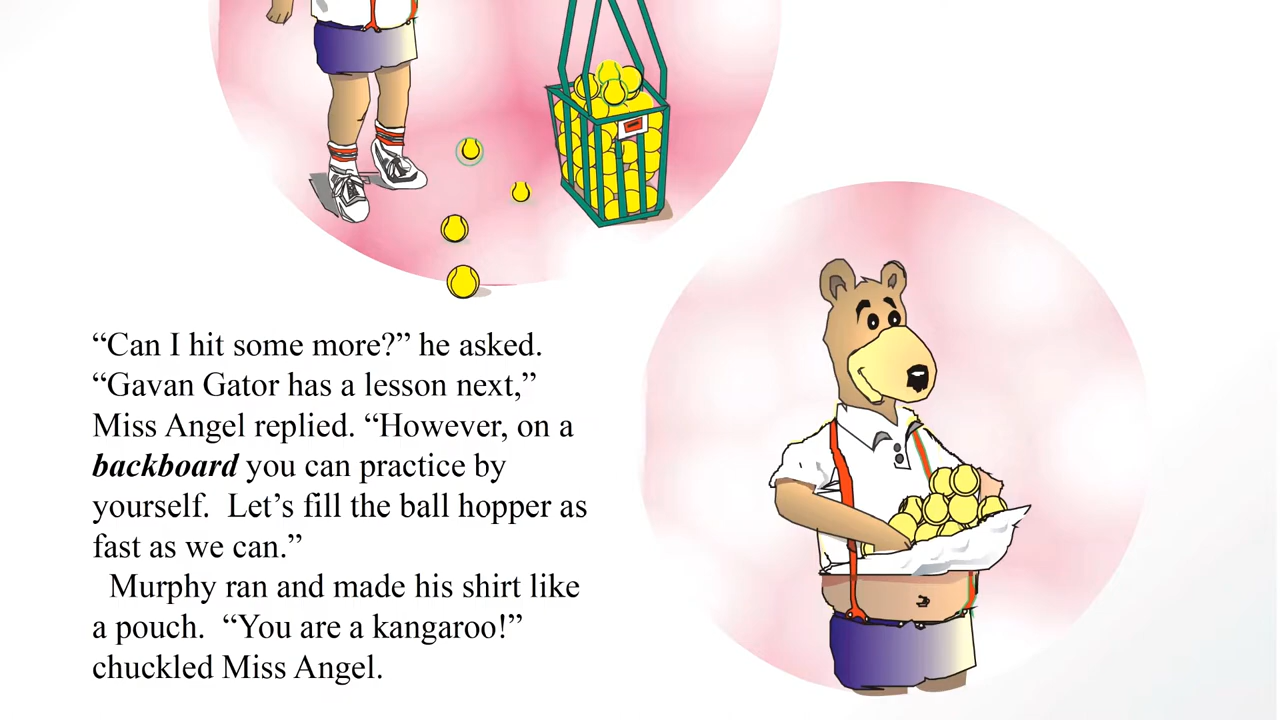 “Can I hit some more?” he asked.
“Gavan Gator has a lesson next,”
Miss Angel replied. “However, on a
backboard you can practice by
yourself.  Let’s fill the ball hopper as
fast as we can.”
Murphy ran and made his shirt like
a pouch.  “You are a kangaroo!”
chuckled Miss Angel.